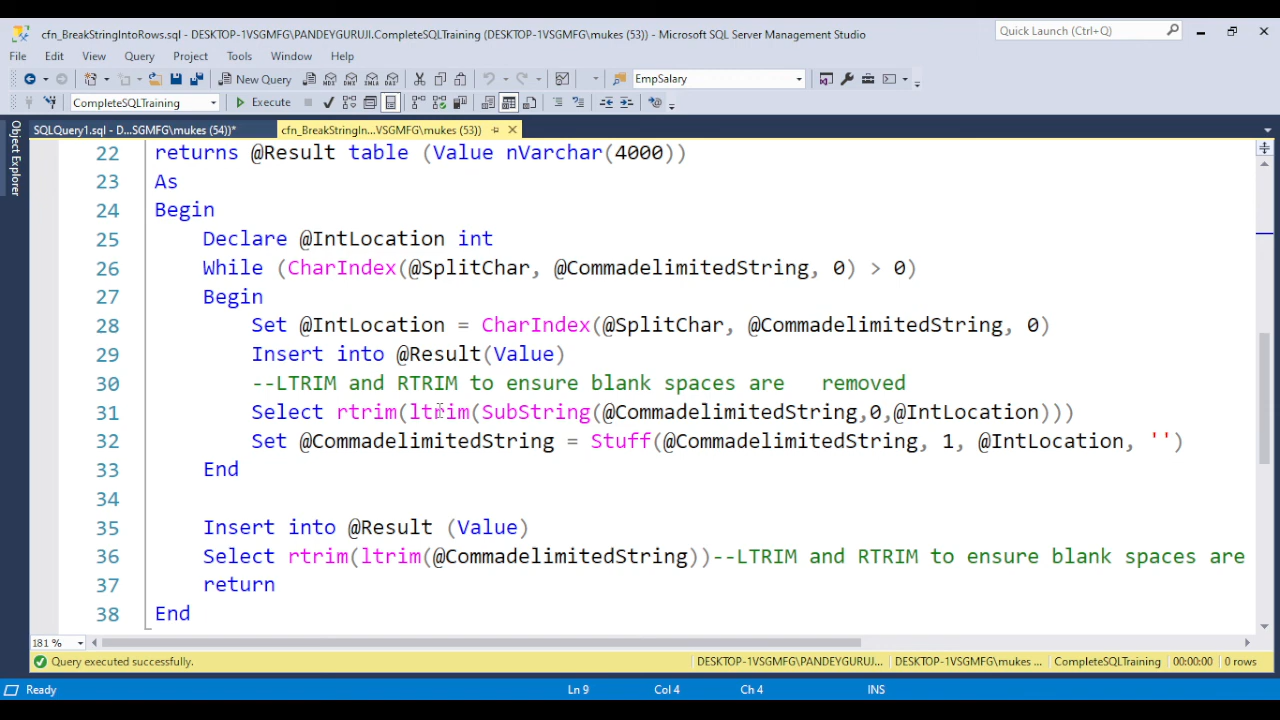 cfn_BreakStringIntoRows.sql - DESKTOP-1VSGMFG\PANDEYGURUJI.CompleteSQLTraining (DESKTOP-1VSGMFG\mukes (53)) - Microsoft SQL Server Management Studio
Quick Launch (Ctrl+Q)
File Edit View Query Project Tools Window Help
New Query MDX DMX XMLA DAX EmpSalary
CompleteSQLTraining Execute
SQLQuery1.sql - D...SGMFG\mukes (54))* cfn_BreakStringIn...VSGMFG\mukes (53))
Object Explorer
22 returns @Result table (Value nVarchar(4000))
23 As
24 Begin
25 Declare @IntLocation int
26 While (CharIndex(@SplitChar, @CommadelimitedString, 0) > 0)
27 Begin
28 Set @IntLocation = CharIndex(@SplitChar, @CommadelimitedString, 0)
29 Insert into @Result(Value)
30 --LTRIM and RTRIM to ensure blank spaces are   removed
31 Select rtrim(ltrim(SubString(@CommadelimitedString,0,@IntLocation)))
32 Set @CommadelimitedString = Stuff(@CommadelimitedString, 1, @IntLocation, '')
33 End
34
35 Insert into @Result (Value)
36 Select rtrim(ltrim(@CommadelimitedString))--LTRIM and RTRIM to ensure blank spaces are
37 return
38 End
181 %
Query executed successfully. DESKTOP-1VSGMFG\PANDEYGURUJI... DESKTOP-1VSGMFG\mukes ... CompleteSQLTraining 00:00:00 0 rows
Ready Ln 9 Col 4 Ch 4 INS